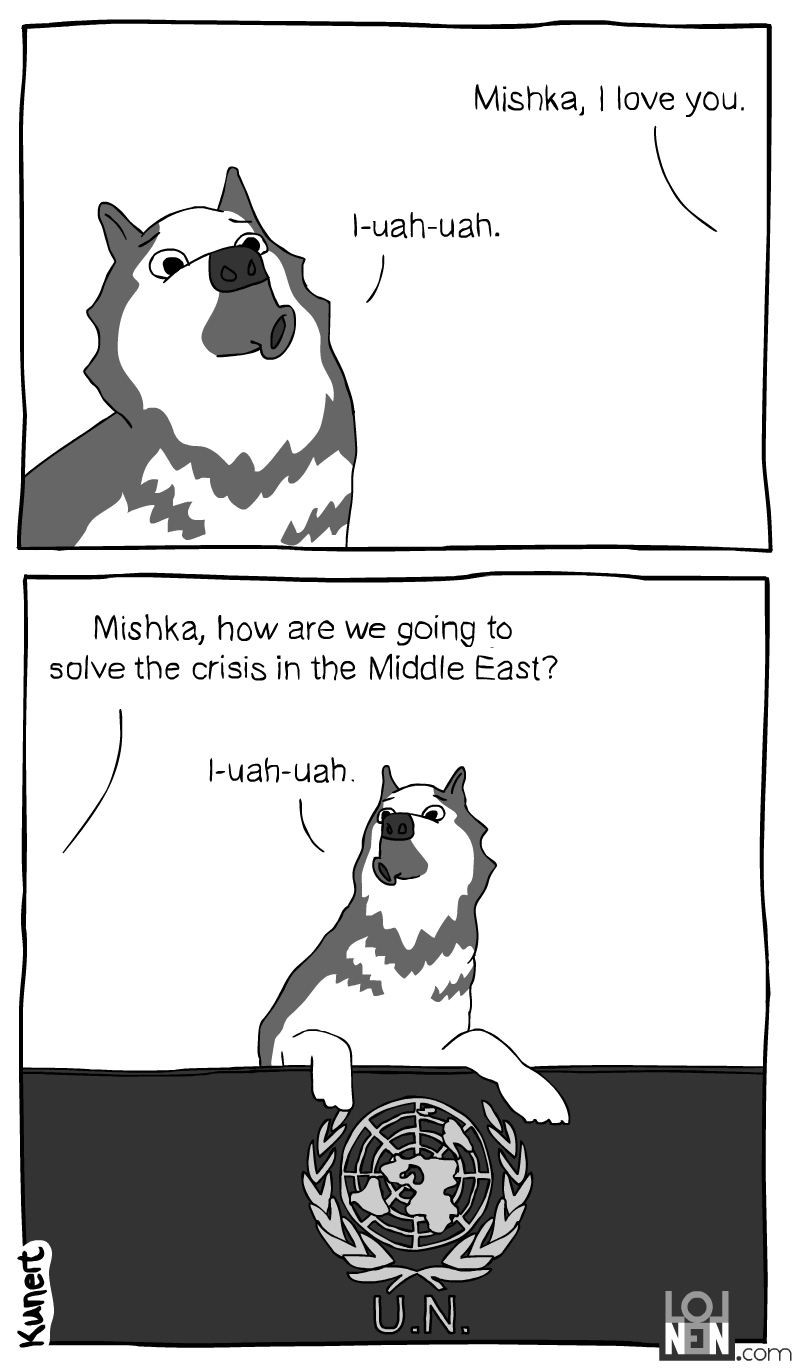 Mishka, I love you.
I-uah-uah.
Mishka, how are we going to
solve the crisis in the Middle East?
I-uah-uah.
U.N.
Kunert
LOL
NEIN
.com